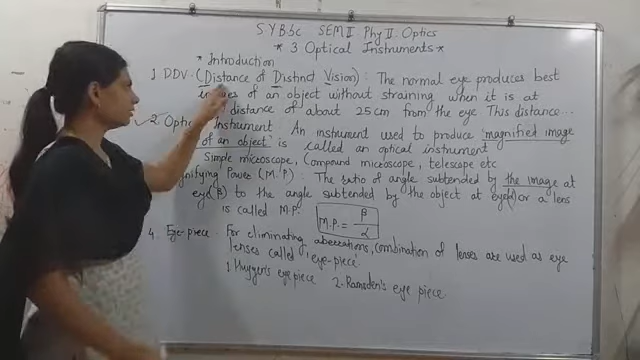 S Y B.Sc SEM II Phy II. Optics
* 3 Optical Instruments *
* Introduction
1 DDV. (Distance of Distinct Vision) : The normal eye produces best
of an object without straining when it is at
distance of about 25 cm from the eye This distance...
2 Optical Instrument : An instrument used to produce 'magnified image
of an object' is called an optical instrument
Simple microscope, Compound microscope, telescope etc
Power (M.P.) : The ratio of angle subtended by the image at
eye (β) to the angle subtended by the object at eye (α) or a lens
is called M.P.
M.P. = β / α
4. Eye-piece : For eliminating aberrations, combination of lenses are used as eye
lenses called 'eye-piece'.
1 Huygen's eye piece 2- Ramsden's eye piece